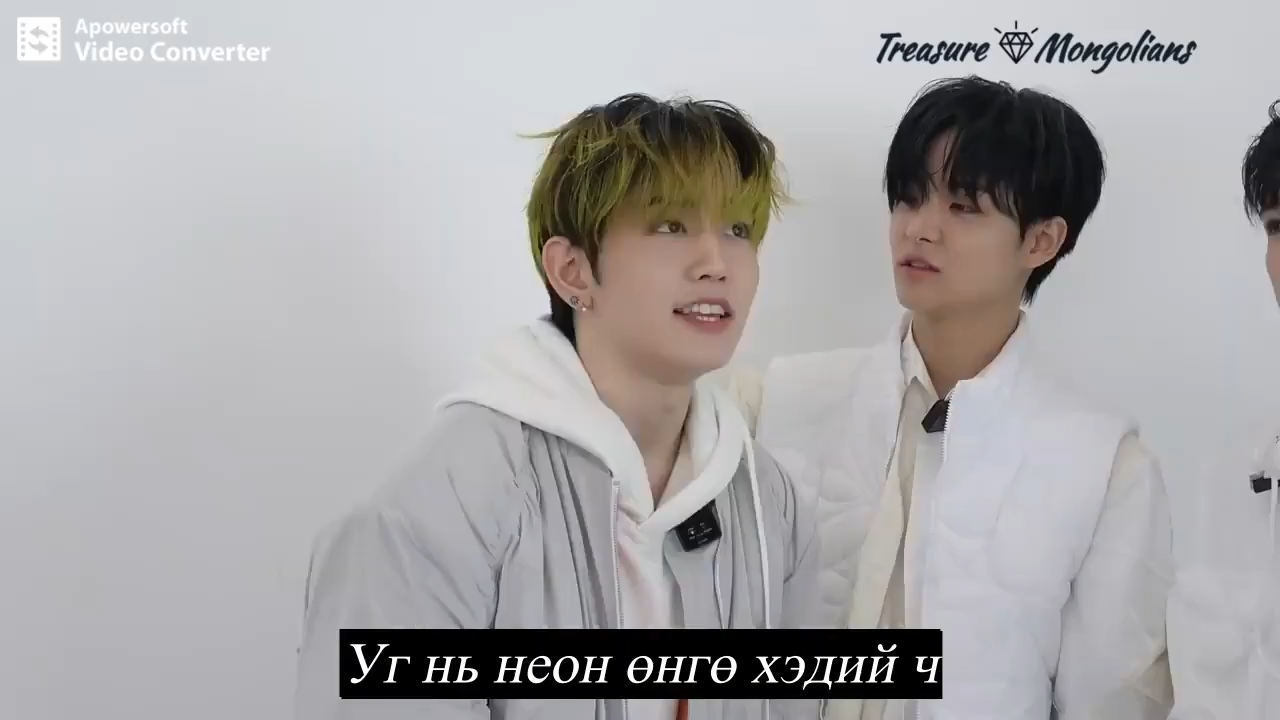 Apowersoft
Video Converter
Treasure Mongolians
Уг нь неон өнгө хэдий ч